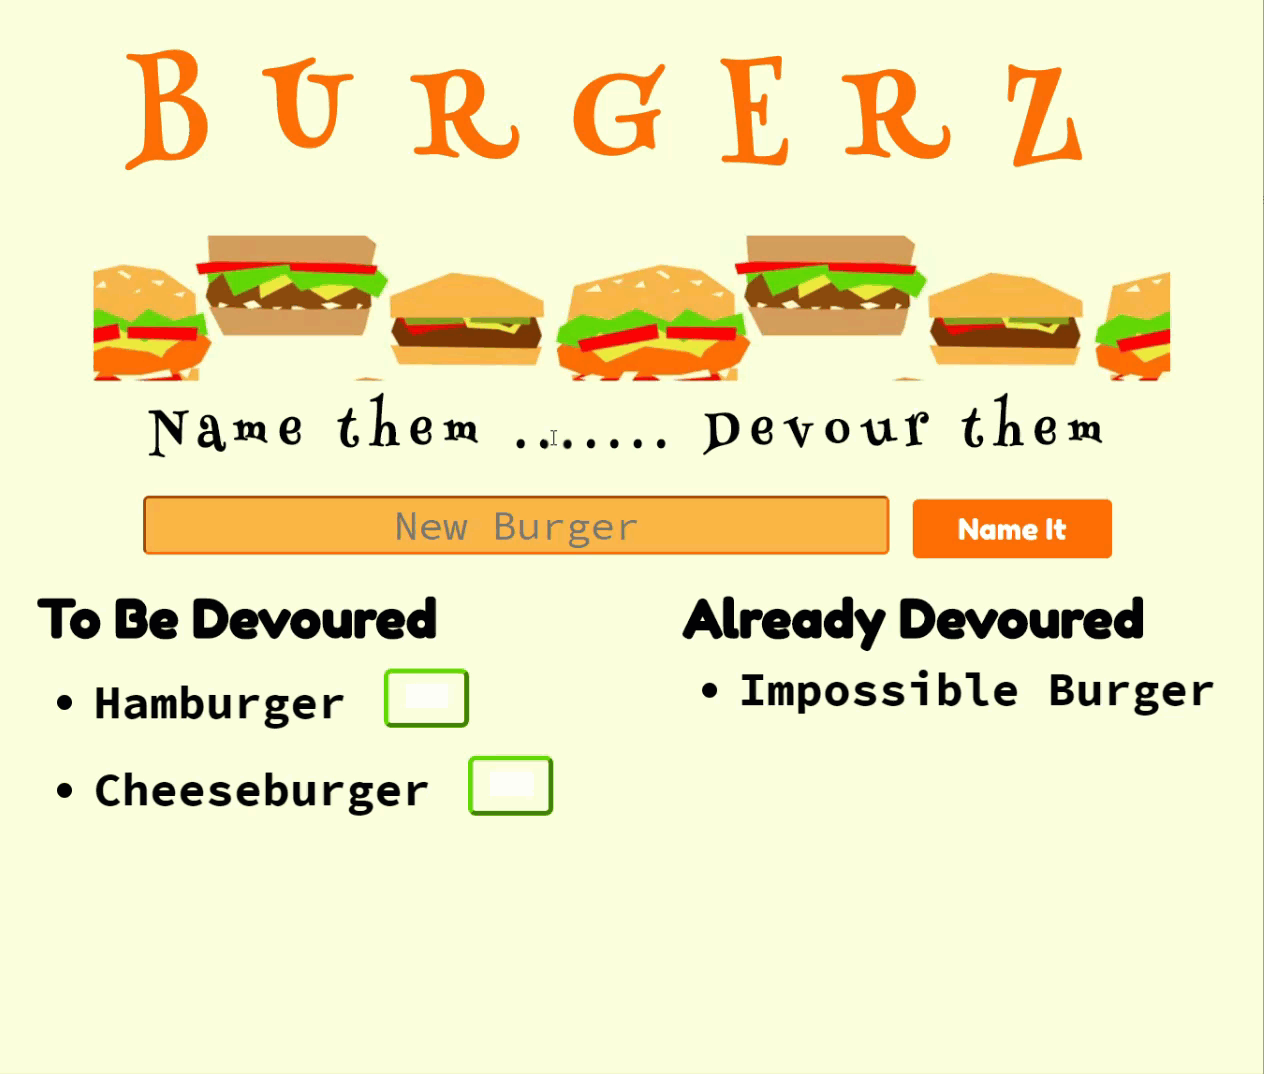 BURGERZ
Name them ....... Devour them
New Burger
Name It
To Be Devoured
Already Devoured
• Hamburger
• Impossible Burger
• Cheeseburger